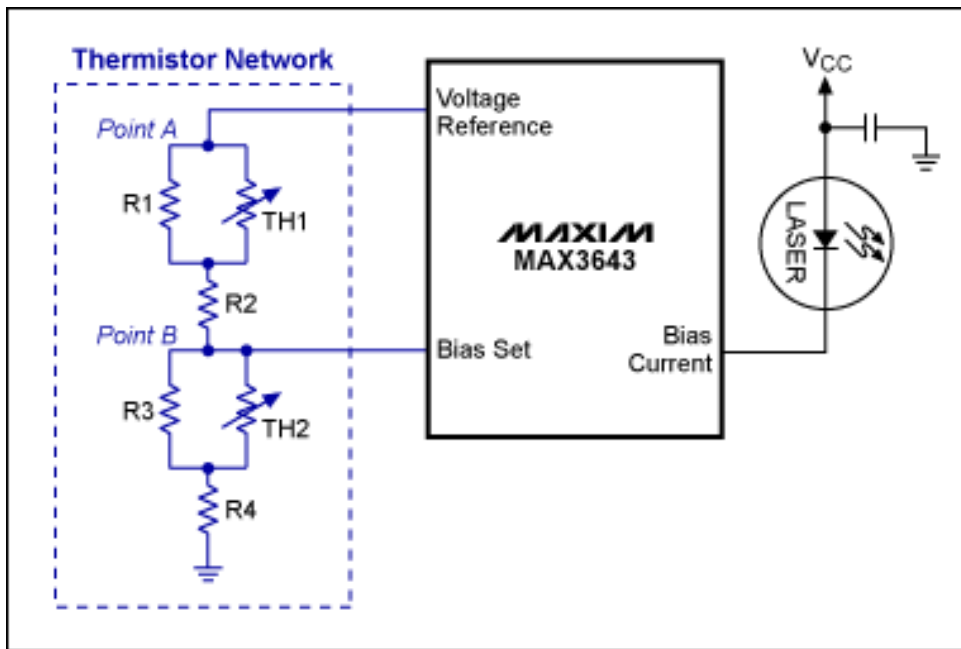 Thermistor Network
Point A
R1
TH1
R2
Point B
R3
TH2
R4
Voltage
Reference
MAXIM
MAX3643
Bias Set
Bias
Current
VCC
LASER